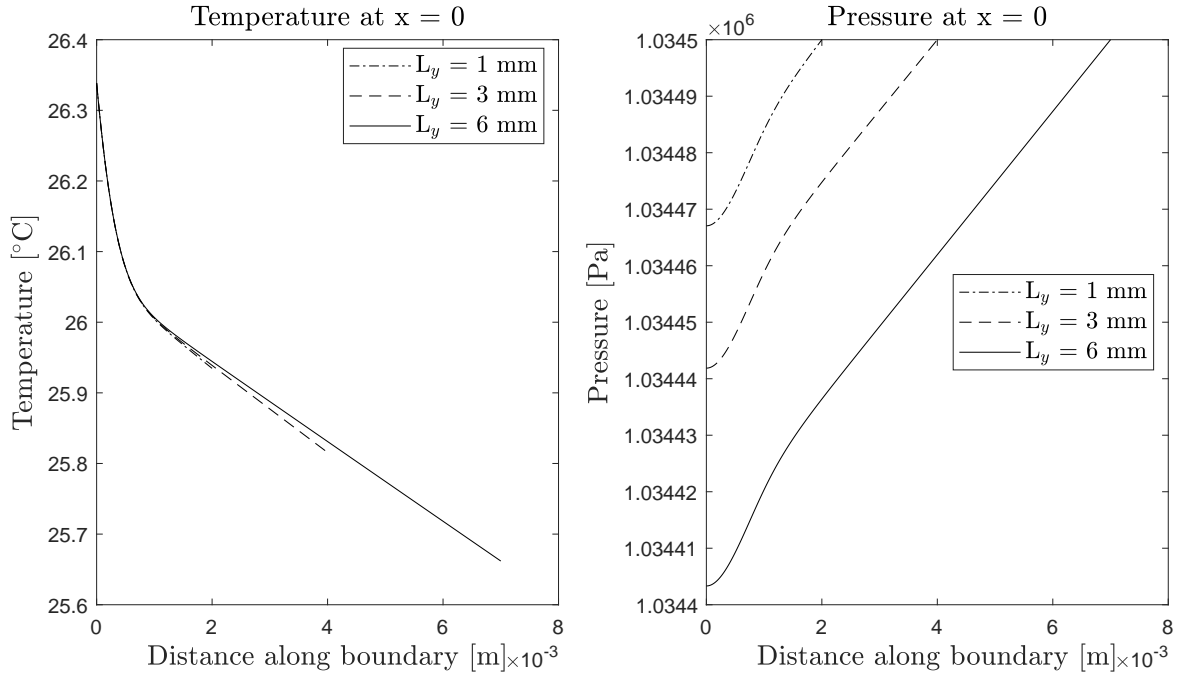 Temperature at x = 0
26.4
26.3
26.2
26.1
26
25.9
25.8
25.7
25.6
Temperature [°C]
L_y = 1 mm
L_y = 3 mm
L_y = 6 mm
0 2 4 6 8
Distance along boundary [m] ×10^-3
Pressure at x = 0
×10^6
1.0345
1.03449
1.03448
1.03447
1.03446
1.03445
1.03444
1.03443
1.03442
1.03441
1.0344
Pressure [Pa]
L_y = 1 mm
L_y = 3 mm
L_y = 6 mm
0 2 4 6 8
Distance along boundary [m] ×10^-3